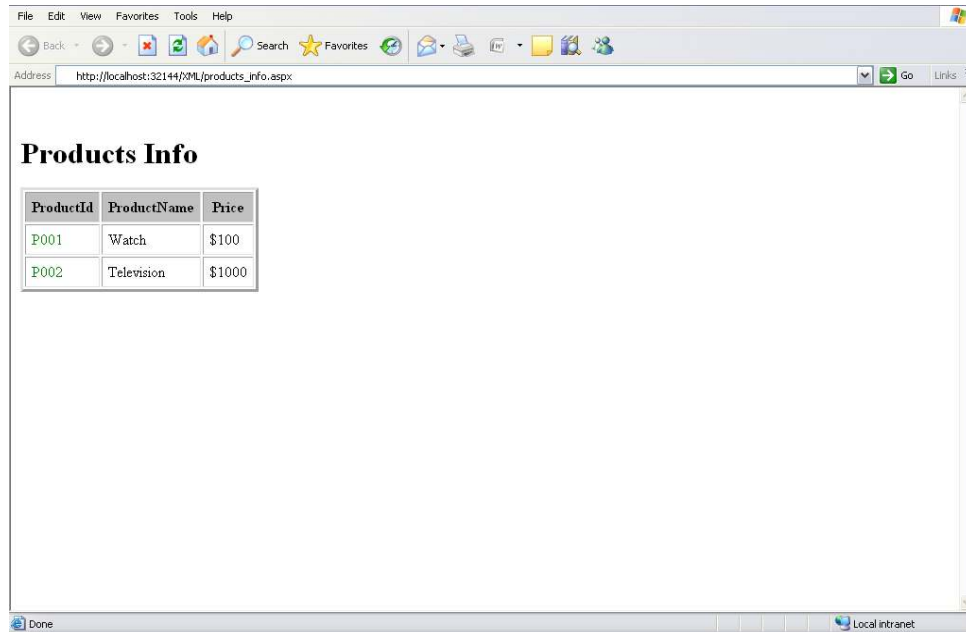 File Edit View Favorites Tools Help
Back Search Favorites
Address http://localhost:32144/XML/products_info.aspx Go Links
Products Info
ProductId ProductName Price
P001 Watch $100
P002 Television $1000
Done Local intranet